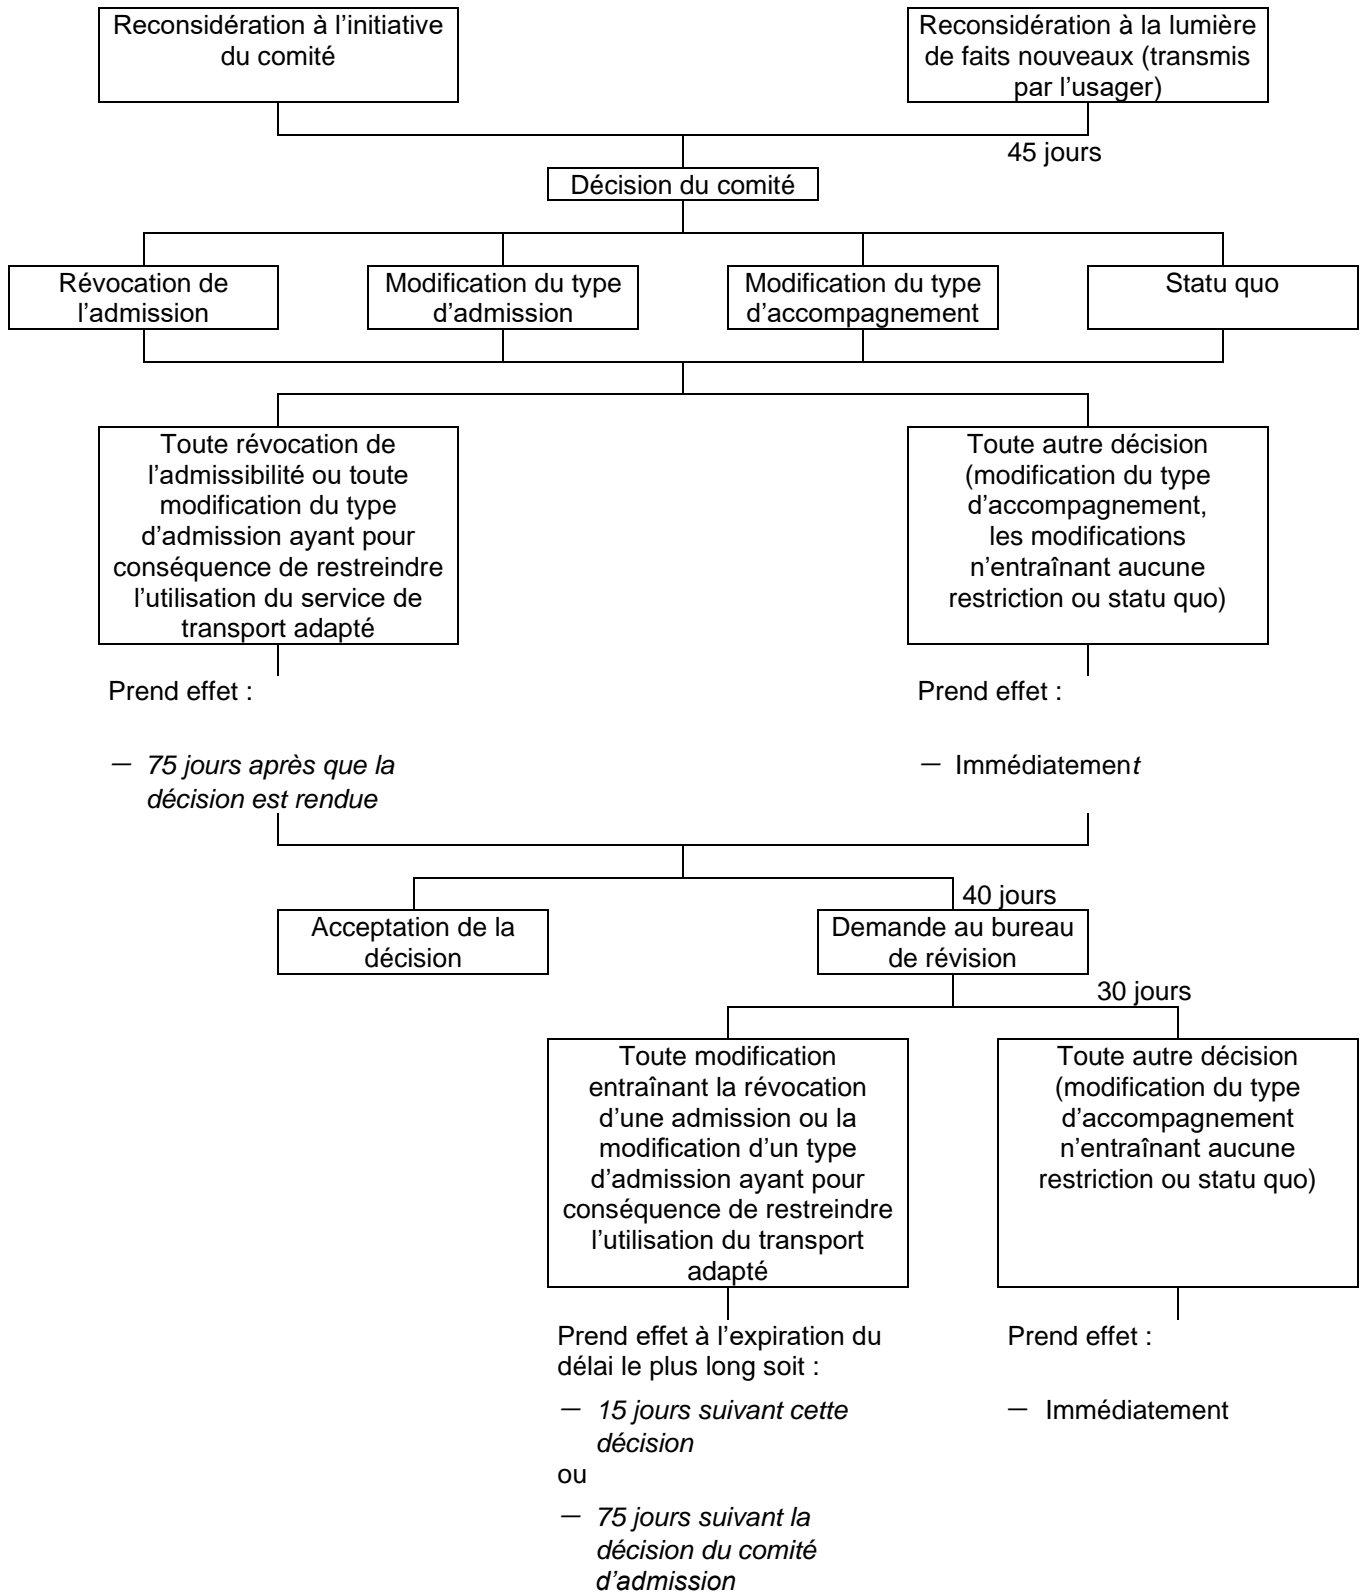 Reconsidération à l’initiative
du comité
Reconsidération à la lumière
de faits nouveaux (transmis
par l’usager)
45 jours
Décision du comité
Révocation de
l’admission
Modification du type
d’admission
Modification du type
d’accompagnement
Statu quo
Toute révocation de
l’admissibilité ou toute
modification du type
d’admission ayant pour
conséquence de restreindre
l’utilisation du service de
transport adapté
Toute autre décision
(modification du type
d’accompagnement,
les modifications
n’entraînant aucune
restriction ou statu quo)
Prend effet :
— 75 jours après que la
décision est rendue
Prend effet :
— Immédiatement
40 jours
Acceptation de la
décision
Demande au bureau
de révision
30 jours
Toute modification
entraînant la révocation
d’une admission ou la
modification d’un type
d’admission ayant pour
conséquence de restreindre
l’utilisation du transport
adapté
Toute autre décision
(modification du type
d’accompagnement
n’entraînant aucune
restriction ou statu quo)
Prend effet à l’expiration du
délai le plus long soit :
— 15 jours suivant cette
décision
ou
— 75 jours suivant la
décision du comité
d’admission
Prend effet :
— Immédiatement